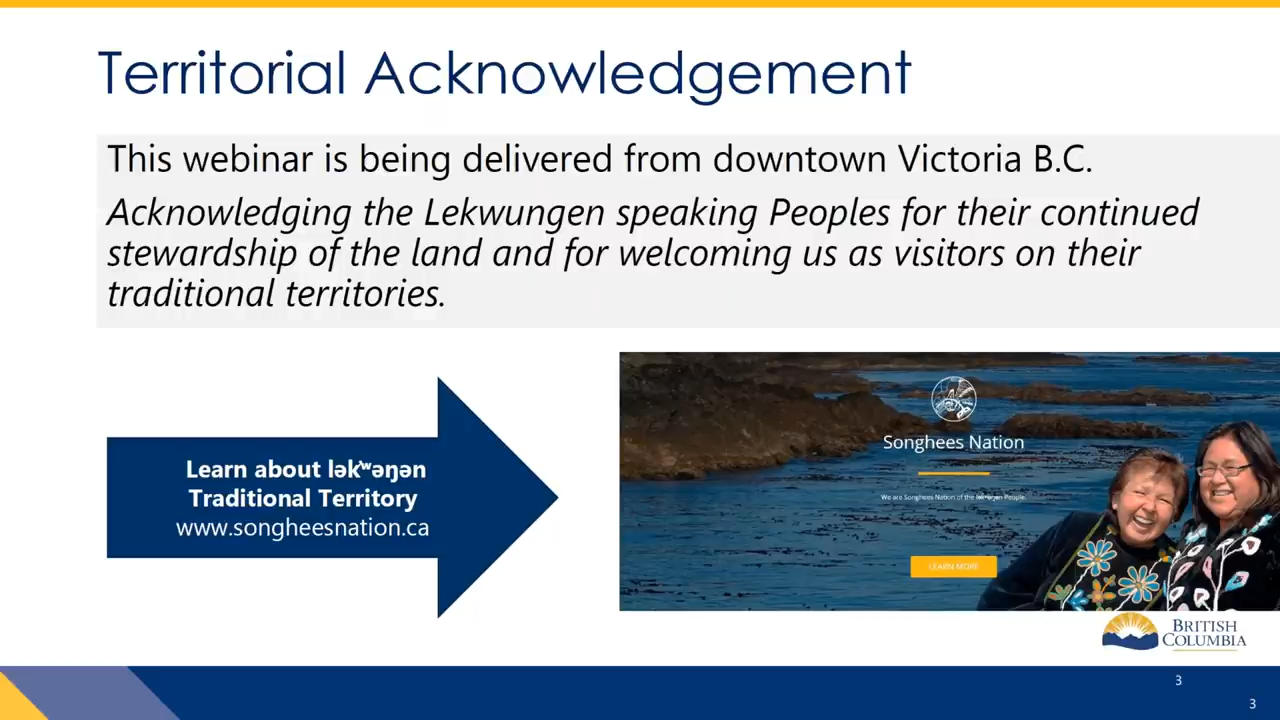 Territorial Acknowledgement
This webinar is being delivered from downtown Victoria B.C.
Acknowledging the Lekwungen speaking Peoples for their continued
stewardship of the land and for welcoming us as visitors on their
traditional territories.
Learn about lək̓ʷəŋən
Traditional Territory
www.songheesnation.ca
Songhees Nation
We are Songhees Nation of the lək̓ʷəŋən People.
LEARN MORE
BRITISH
COLUMBIA
3
3